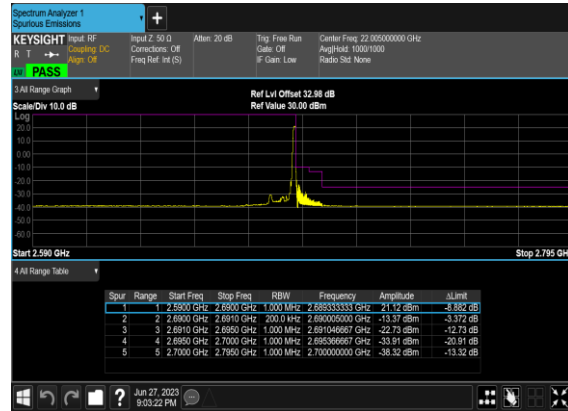 Spectrum Analyzer 1
Spurious Emissions
KEYSIGHT
R T
Input: RF
Coupling: DC
Align: Off
Input Z: 50 Ω
Corrections: Off
Freq Ref: Int (S)
Atten: 20 dB
Trig: Free Run
Gate: Off
IF Gain: Low
Center Freq: 22.005000000 GHz
Avg|Hold: 1000/1000
Radio Std: None
PASS
3 All Range Graph
Scale/Div 10.0 dB
Ref Lvl Offset 32.98 dB
Ref Value 30.00 dBm
Log
20.0
10.00
0.00
-10.0
-20.0
-30.0
-40.0
-50.0
-60.0
Start 2.590 GHz
Stop 2.795 GHz
4 All Range Table
Spur Range Start Freq Stop Freq RBW Frequency Amplitude ΔLimit
1 1 2.5900 GHz 2.6900 GHz 1.000 MHz 2.689333333 GHz 21.12 dBm -8.882 dB
2 2 2.6900 GHz 2.6910 GHz 200.0 kHz 2.690005000 GHz -13.37 dBm -3.372 dB
3 3 2.6910 GHz 2.6950 GHz 1.000 MHz 2.691046667 GHz -22.73 dBm -12.73 dB
4 4 2.6950 GHz 2.7000 GHz 1.000 MHz 2.695366667 GHz -33.91 dBm -20.91 dB
5 5 2.7000 GHz 2.7950 GHz 1.000 MHz 2.700000000 GHz -38.32 dBm -13.32 dB
?
Jun 27, 2023
9:03:22 PM